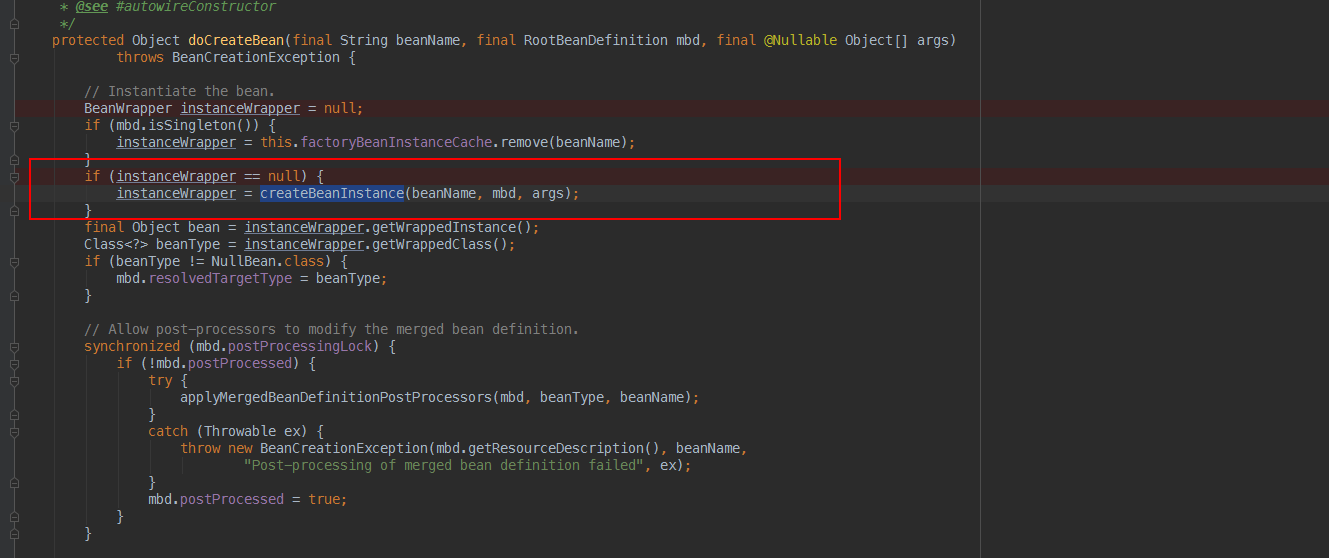 * @see #autowireConstructor
*/
protected Object doCreateBean(final String beanName, final RootBeanDefinition mbd, final @Nullable Object[] args)
throws BeanCreationException {
// Instantiate the bean.
BeanWrapper instanceWrapper = null;
if (mbd.isSingleton()) {
instanceWrapper = this.factoryBeanInstanceCache.remove(beanName);
}
if (instanceWrapper == null) {
instanceWrapper = createBeanInstance(beanName, mbd, args);
}
final Object bean = instanceWrapper.getWrappedInstance();
Class<?> beanType = instanceWrapper.getWrappedClass();
if (beanType != NullBean.class) {
mbd.resolvedTargetType = beanType;
}
// Allow post-processors to modify the merged bean definition.
synchronized (mbd.postProcessingLock) {
if (!mbd.postProcessed) {
try {
applyMergedBeanDefinitionPostProcessors(mbd, beanType, beanName);
}
catch (Throwable ex) {
throw new BeanCreationException(mbd.getResourceDescription(), beanName,
"Post-processing of merged bean definition failed", ex);
}
mbd.postProcessed = true;
}
}